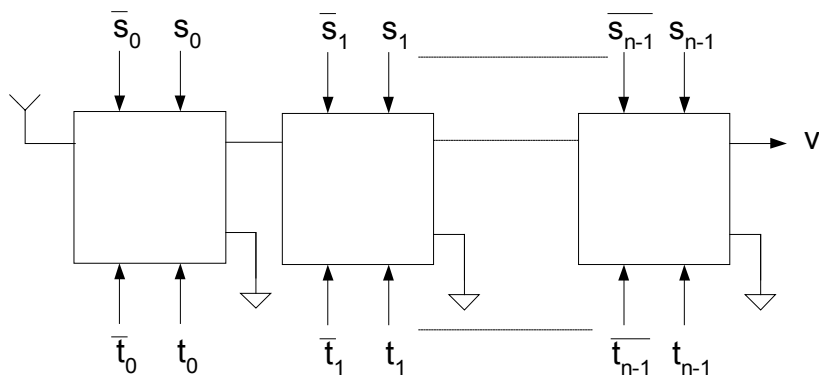 s̅₀ s₀ s̅₁ s₁ s̅ₙ₋₁ sₙ₋₁
v
t̅₀ t₀ t̅₁ t₁ t̅ₙ₋₁ tₙ₋₁